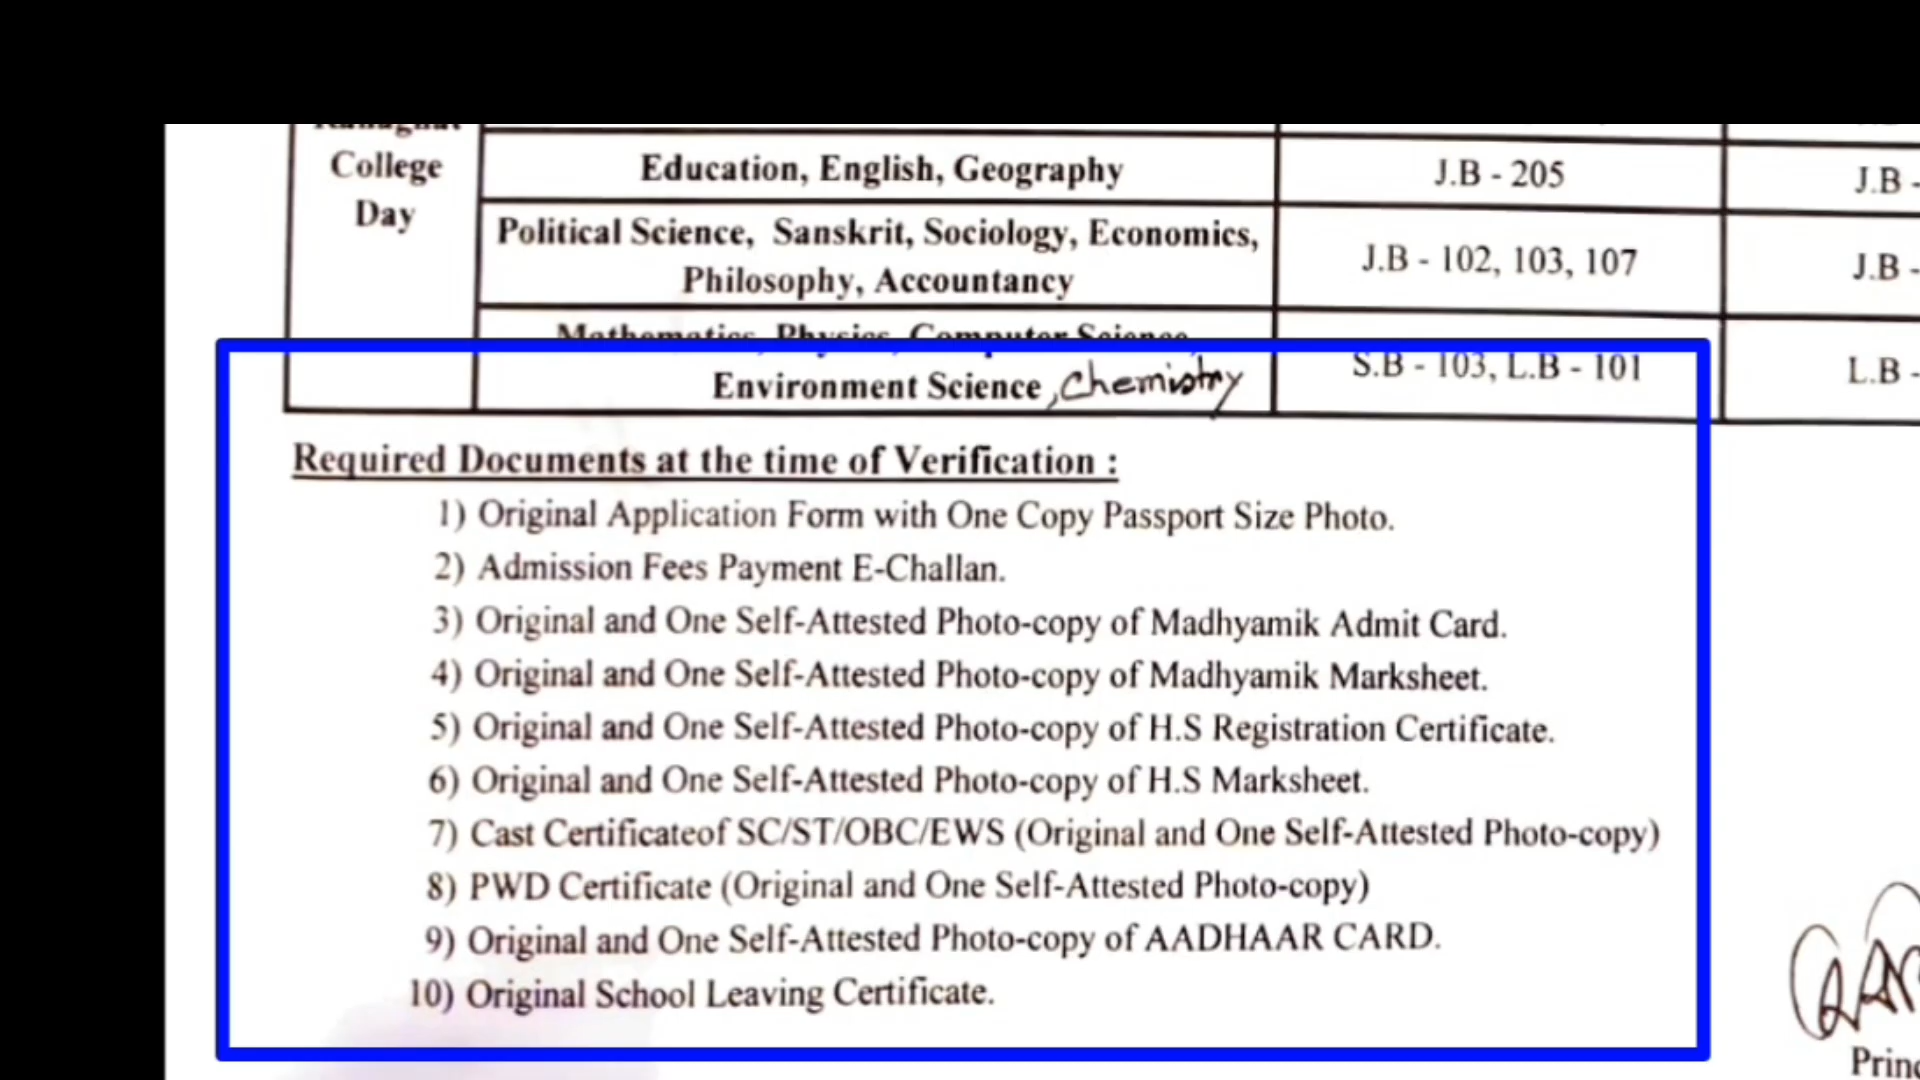 College
Day
Education, English, Geography
J.B - 205
J.B -
Political Science, Sanskrit, Sociology, Economics,
Philosophy, Accountancy
J.B - 102, 103, 107
J.B -
Mathematics, Physics, Computer Science,
Environment Science, Chemistry
S.B - 103, L.B - 101
L.B -
Required Documents at the time of Verification :
1) Original Application Form with One Copy Passport Size Photo.
2) Admission Fees Payment E-Challan.
3) Original and One Self-Attested Photo-copy of Madhyamik Admit Card.
4) Original and One Self-Attested Photo-copy of Madhyamik Marksheet.
5) Original and One Self-Attested Photo-copy of H.S Registration Certificate.
6) Original and One Self-Attested Photo-copy of H.S Marksheet.
7) Cast Certificateof SC/ST/OBC/EWS (Original and One Self-Attested Photo-copy)
8) PWD Certificate (Original and One Self-Attested Photo-copy)
9) Original and One Self-Attested Photo-copy of AADHAAR CARD.
10) Original School Leaving Certificate.
Princ